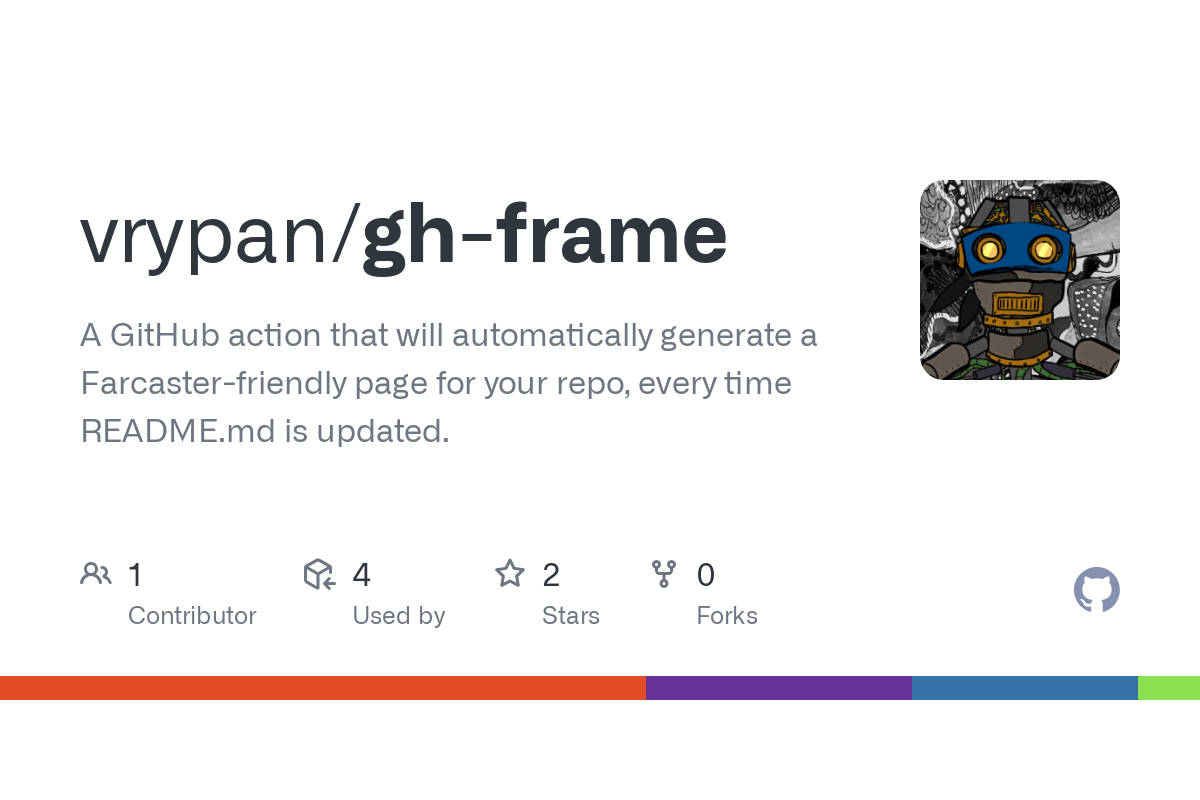 vrypan/gh-frame
A GitHub action that will automatically generate a
Farcaster-friendly page for your repo, every time
README.md is updated.
1 4 2 0
Contributor Used by Stars Forks